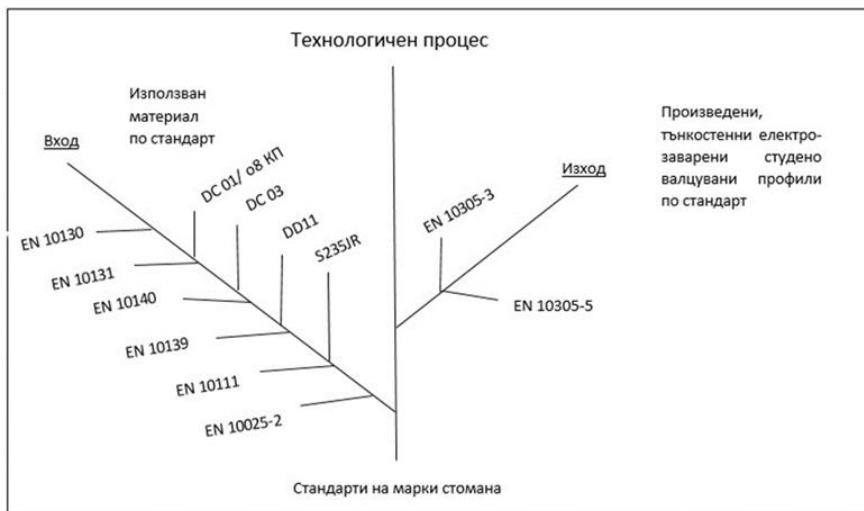 Технологичен процес
Използван
материал
по стандарт
Вход
Произведени,
тънкостенни електро-
заварени студено
валцувани профили
по стандарт
Изход
DC 01/ о8 КП
DC 03
DD11
S235JR
EN 10305-3
EN 10130
EN 10131
EN 10140
EN 10139
EN 10111
EN 10025-2
EN 10305-5
Стандарти на марки стомана